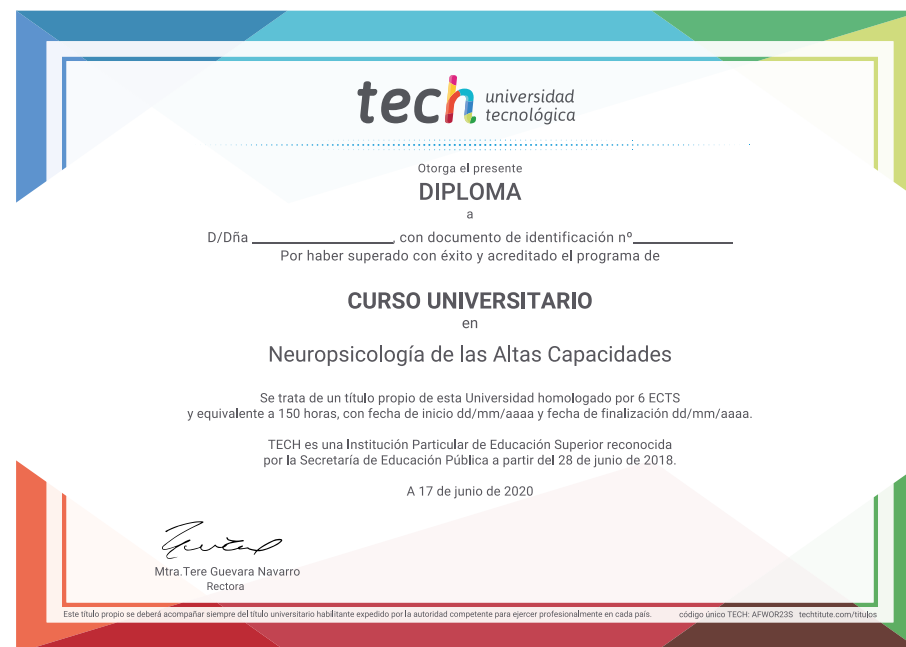 tech universidad
tecnológica
Otorga el presente
DIPLOMA
a
D/Dña ____________________, con documento de identificación nº______________
Por haber superado con éxito y acreditado el programa de
CURSO UNIVERSITARIO
en
Neuropsicología de las Altas Capacidades
Se trata de un título propio de esta Universidad homologado por 6 ECTS
y equivalente a 150 horas, con fecha de inicio dd/mm/aaaa y fecha de finalización dd/mm/aaaa.
TECH es una Institución Particular de Educación Superior reconocida
por la Secretaría de Educación Pública a partir del 28 de junio de 2018.
A 17 de junio de 2020
Mtra.Tere Guevara Navarro
Rectora
Este título propio se deberá acompañar siempre del título universitario habilitante expedido por la autoridad competente para ejercer profesionalmente en cada país. código único TECH: AFWOR23S techtitute.com/titulos